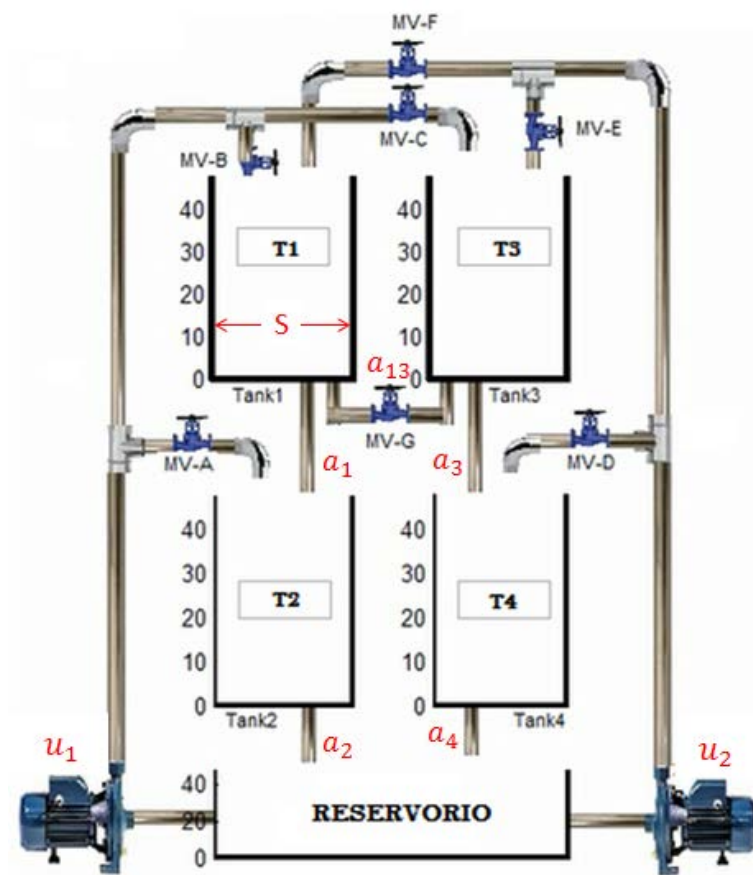 MV-F
MV-B
MV-C
MV-E
40
30
20
10
0
T1
S
Tank1
40
30
20
10
0
T3
Tank3
a₁₃
MV-G
MV-A
MV-D
a₁
a₃
40
30
20
10
0
T2
Tank2
40
30
20
10
0
T4
Tank4
u₁
a₂
a₄
u₂
40
20
0
RESERVORIO